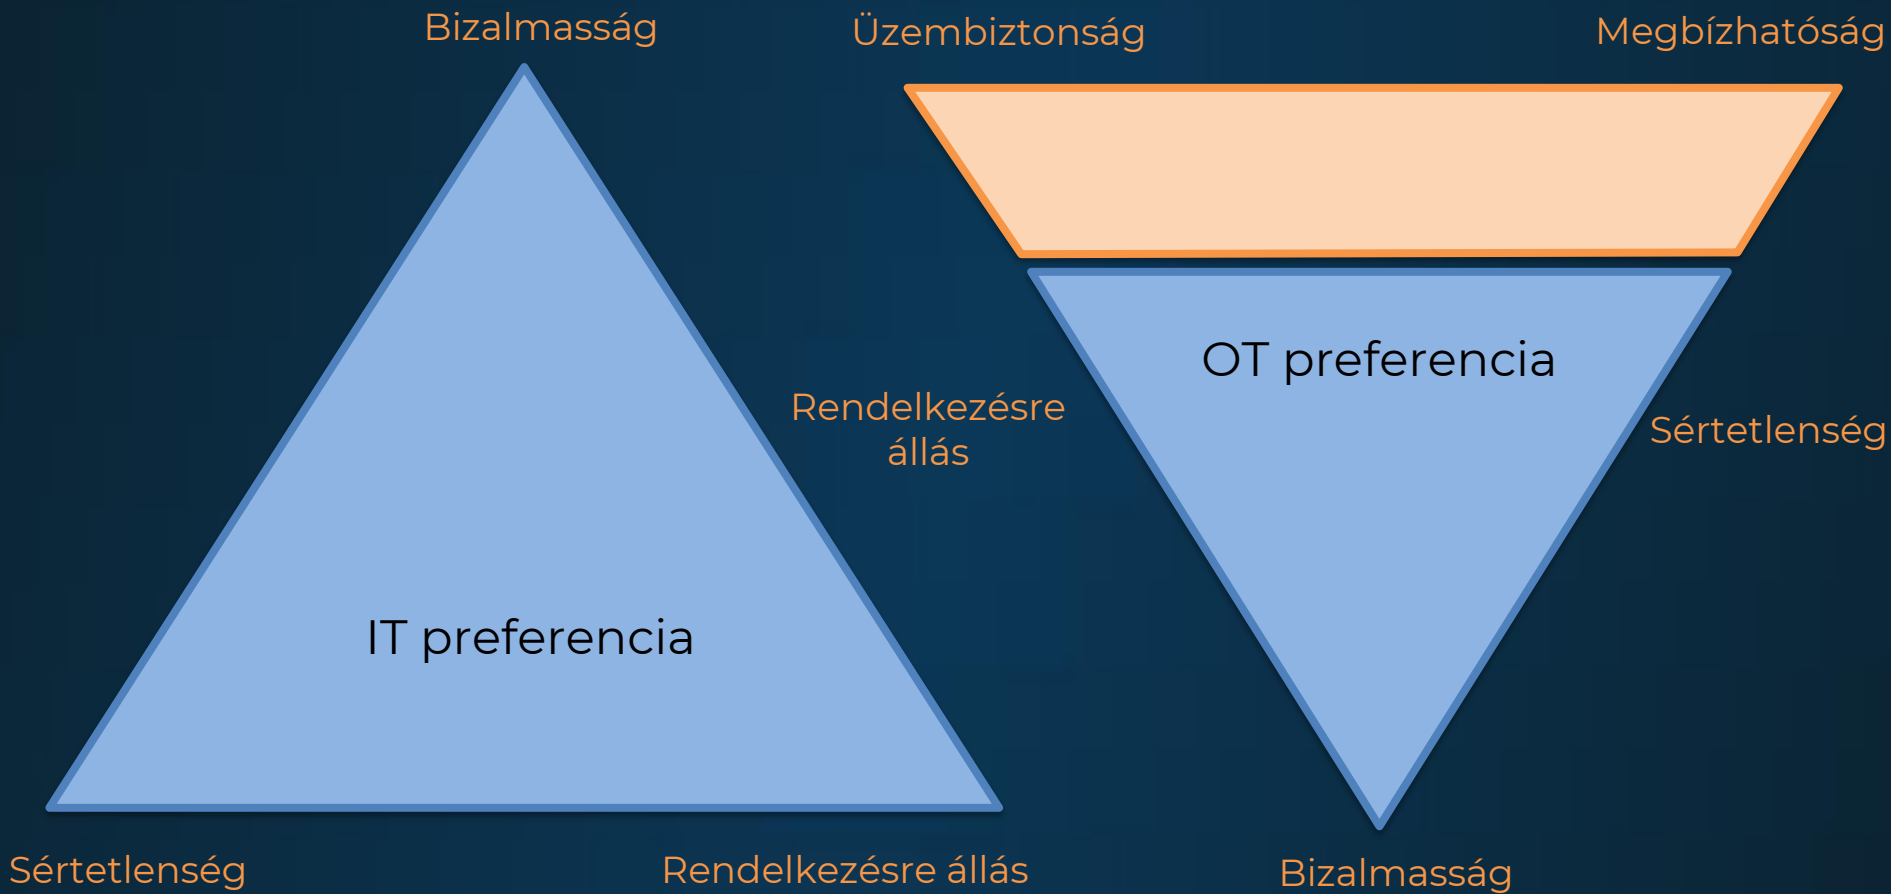 Bizalmasság
IT preferencia
Sértetlenség
Rendelkezésre állás
Üzembiztonság
Megbízhatóság
OT preferencia
Rendelkezésre
állás
Sértetlenség
Bizalmasság